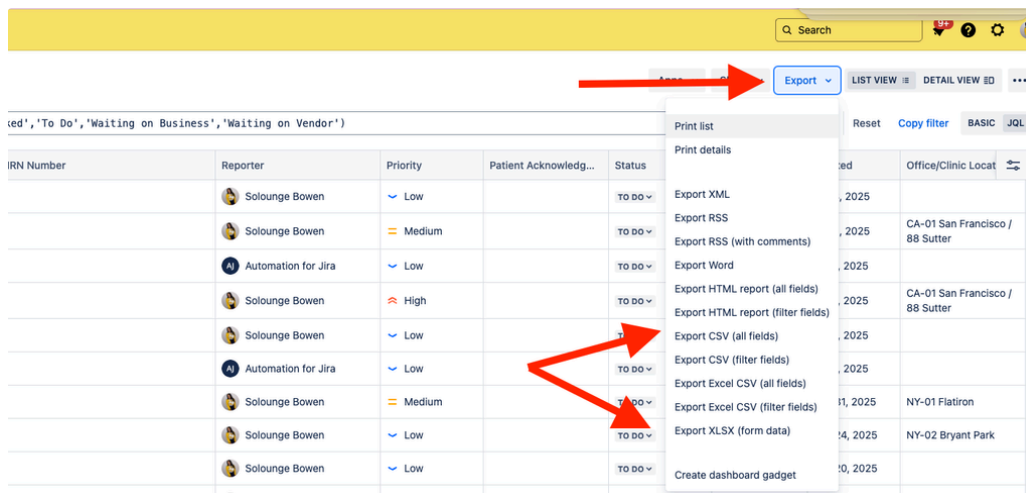 Search
9+
Export
LIST VIEW
DETAIL VIEW
ked','To Do','Waiting on Business','Waiting on Vendor')
Reset
Copy filter
BASIC
JQL
Print list
Print details
Export XML
Export RSS
Export RSS (with comments)
Export Word
Export HTML report (all fields)
Export HTML report (filter fields)
Export CSV (all fields)
Export CSV (filter fields)
Export Excel CSV (all fields)
Export Excel CSV (filter fields)
Export XLSX (form data)
Create dashboard gadget
IRN Number
Reporter
Priority
Patient Acknowledg...
Status
ted
Office/Clinic Locat
Solounge Bowen
Low
TO DO
, 2025
Solounge Bowen
Medium
TO DO
, 2025
CA-01 San Francisco /
88 Sutter
AJ
Automation for Jira
Low
TO DO
, 2025
Solounge Bowen
High
TO DO
, 2025
CA-01 San Francisco /
88 Sutter
Solounge Bowen
Low
, 2025
AJ
Automation for Jira
Low
TO DO
, 2025
Solounge Bowen
Medium
TO DO
31, 2025
NY-01 Flatiron
Solounge Bowen
Low
TO DO
24, 2025
NY-02 Bryant Park
Solounge Bowen
Low
TO DO
20, 2025